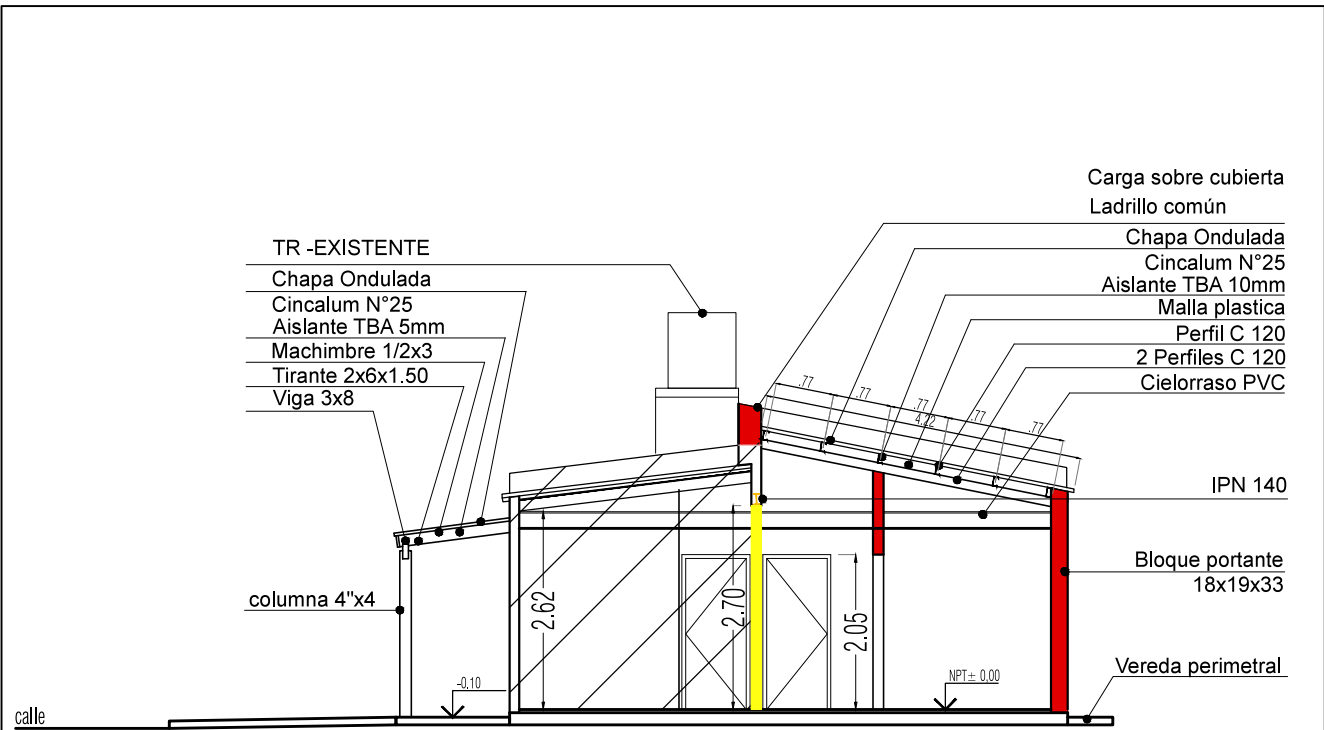 TR -EXISTENTE
Chapa Ondulada
Cincalum N°25
Aislante TBA 5mm
Machimbre 1/2x3
Tirante 2x6x1.50
Viga 3x8
columna 4"x4
calle
-0,10
2.62
2.70
2.05
NPT± 0,00
.77
.77
.77
.77
.77
4.22
Carga sobre cubierta
Ladrillo común
Chapa Ondulada
Cincalum N°25
Aislante TBA 10mm
Malla plastica
Perfil C 120
2 Perfiles C 120
Cielorraso PVC
IPN 140
Bloque portante
18x19x33
Vereda perimetral